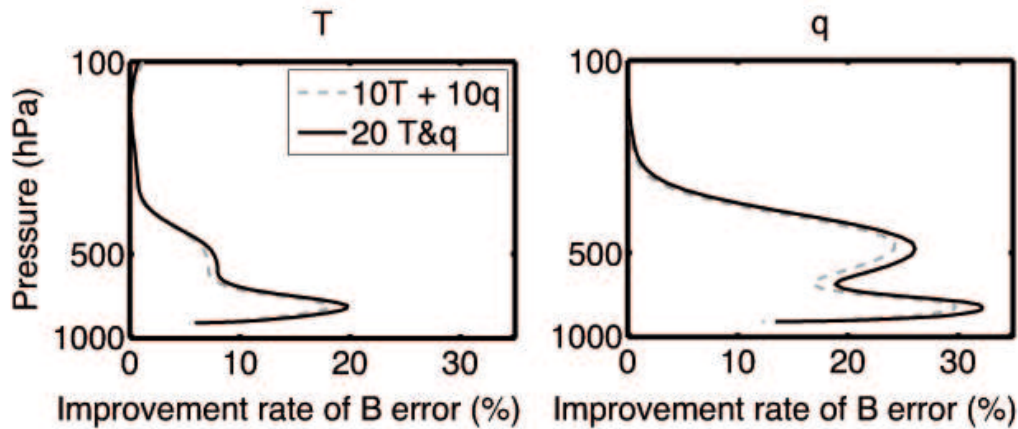 T
q
100
500
1000
Pressure (hPa)
10T + 10q
20 T&q
0 10 20 30
Improvement rate of B error (%)
100
500
1000
0 10 20 30
Improvement rate of B error (%)